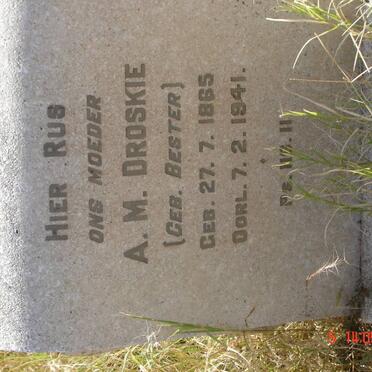 HIER RUS
ONS MOEDER
A. M. DROSKIE
(GEB. BESTER)
GEB. 27. 7. 1865
OORL. 7. 2. 1941.